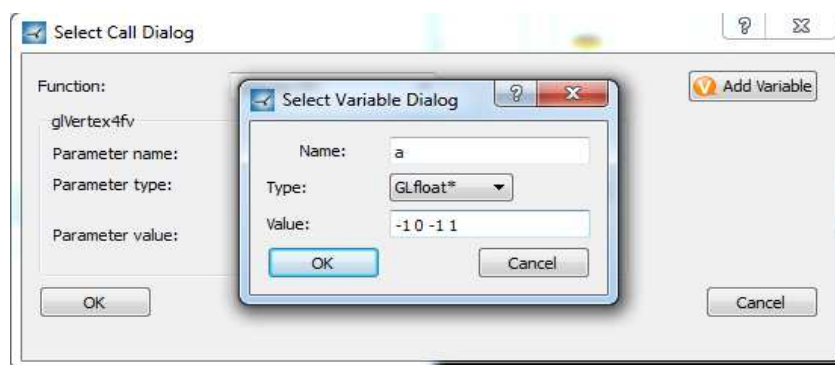 Select Call Dialog
Function:
Add Variable
glVertex4fv
Parameter name:
Parameter type:
Parameter value:
OK
Cancel
Select Variable Dialog
Name: a
Type: GLfloat*
Value: -1 0 -1 1
OK Cancel